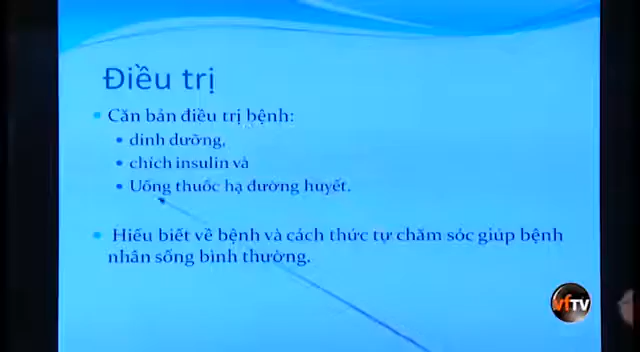 Điều trị
Căn bản điều trị bệnh:
dinh dưỡng,
chích insulin và
Uống thuốc hạ đường huyết.
Hiểu biết về bệnh và cách thức tự chăm sóc giúp bệnh
nhân sống bình thường.
vfTV